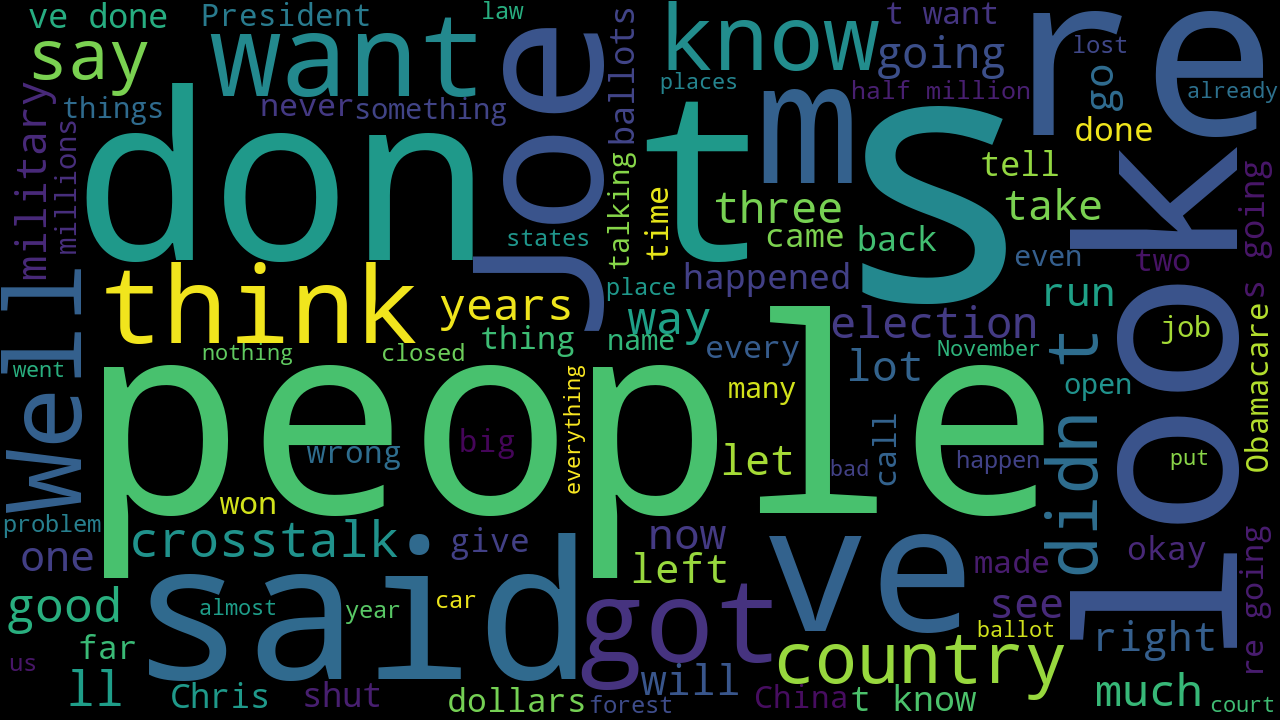 ve done
President
law
t want
say
want
joe
ballots
know
going
lost
re
places
half million
go
already
things
never
something
m
s
done
military
millions
don
t
talking
time
three
tell
take
look
s going
came
back
states
even
two
well
think
years
place
happened
run
way
election
job
thing
name
every
lot
November
didn t
nothing
closed
open
went
people
everything
many
Obamacare
wrong
big
let
bad
call
happen
put
won
problem
one
crosstalk
give
now
ve
okay
left
made
l
good
said
almost
year
car
got
see
re going
far
ballot
country
right
us
ll
Chris
shut
dollars
forest
will
China
t know
much
court